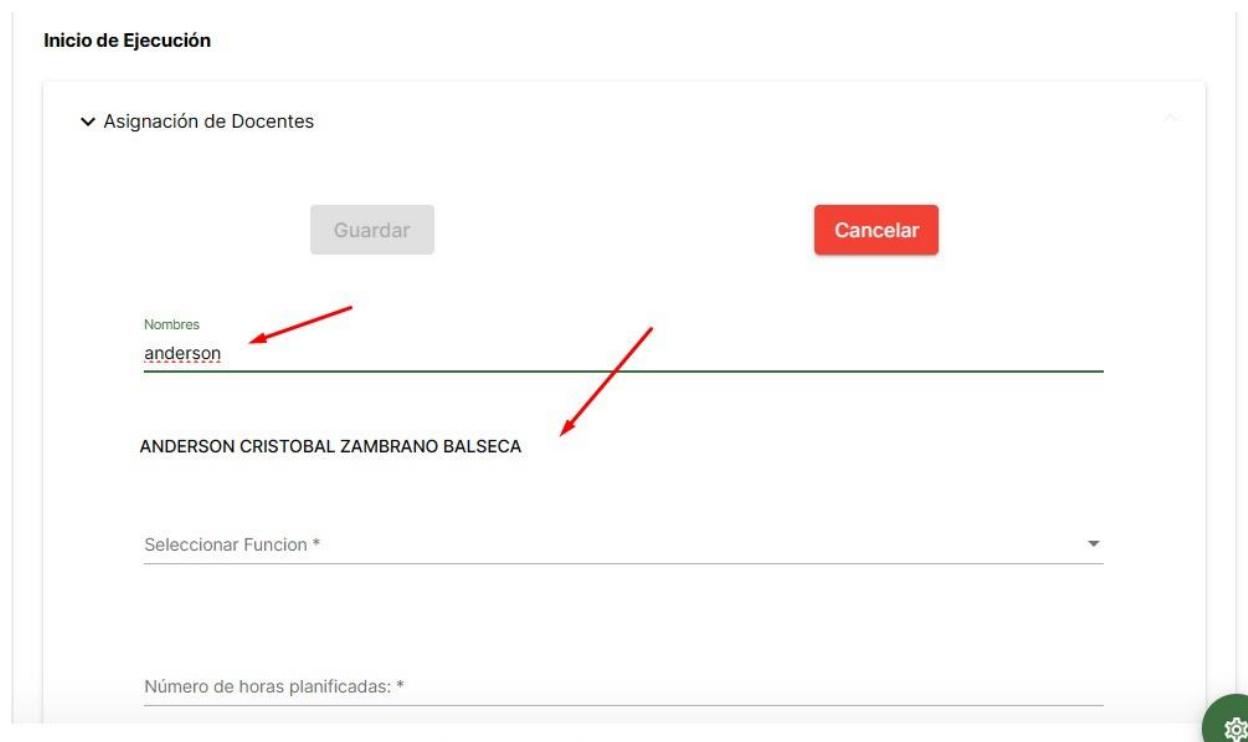 Inicio de Ejecución
Asignación de Docentes
Guardar
Cancelar
Nombres
anderson
ANDERSON CRISTOBAL ZAMBRANO BALSECA
Seleccionar Funcion *
Número de horas planificadas: *